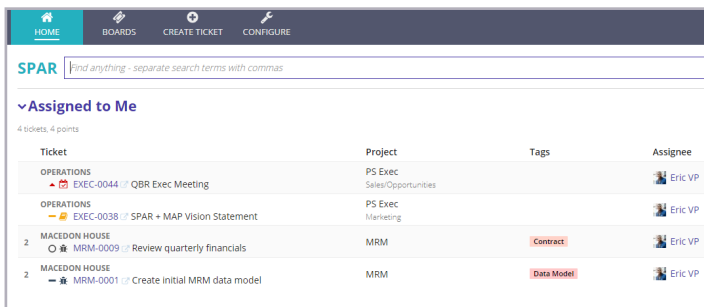 HOME BOARDS CREATE TICKET CONFIGURE
SPAR Find anything - separate search terms with commas
Assigned to Me
4 tickets, 4 points
Ticket Project Tags Assignee
OPERATIONS PS Exec
EXEC-0044 QBR Exec Meeting Sales/Opportunities Eric VP
OPERATIONS PS Exec
EXEC-0038 SPAR + MAP Vision Statement Marketing Eric VP
MACEDON HOUSE
2 MRM-0009 Review quarterly financials MRM Contract Eric VP
MACEDON HOUSE
2 MRM-0001 Create initial MRM data model MRM Data Model Eric VP